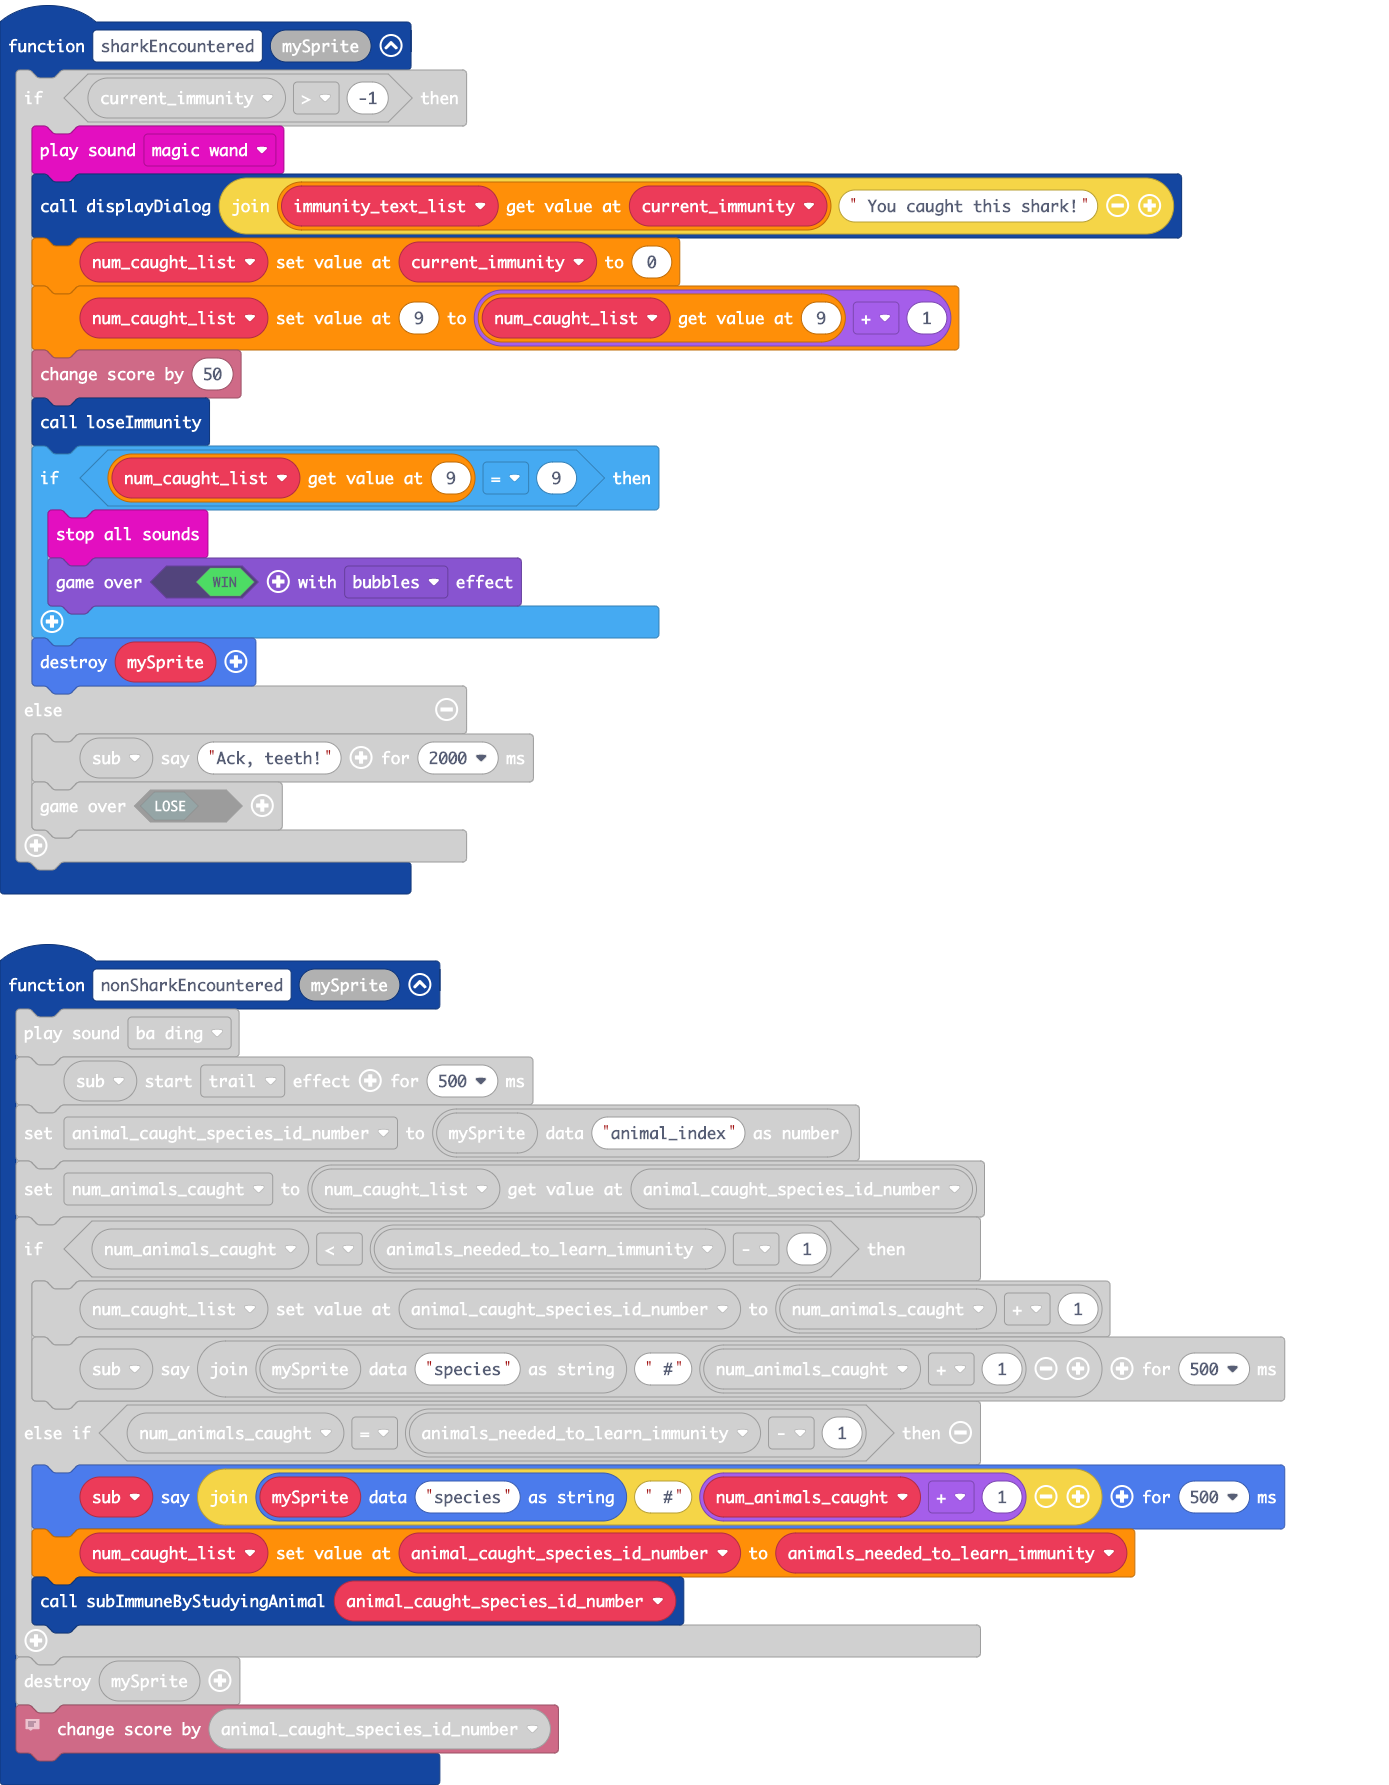 function sharkEncountered mySprite
if current_immunity > -1 then
play sound magic wand
call displayDialog join immunity_text_list get value at current_immunity " You caught this shark!"
num_caught_list set value at current_immunity to 0
num_caught_list set value at 9 to num_caught_list get value at 9 + 1
change score by 50
call loseImmunity
if num_caught_list get value at 9 = 9 then
stop all sounds
game over WIN with bubbles effect
destroy mySprite
else
sub say "Ack, teeth!" for 2000 ms
game over LOSE
function nonSharkEncountered mySprite
play sound ba ding
sub start trail effect for 500 ms
set animal_caught_species_id_number to mySprite data "animal_index" as number
set num_animals_caught to num_caught_list get value at animal_caught_species_id_number
if num_animals_caught < animals_needed_to_learn_immunity - 1 then
num_caught_list set value at animal_caught_species_id_number to num_animals_caught + 1
sub say join mySprite data "species" as string " #" num_animals_caught + 1 for 500 ms
else if num_animals_caught = animals_needed_to_learn_immunity - 1 then
sub say join mySprite data "species" as string " #" num_animals_caught + 1 for 500 ms
num_caught_list set value at animal_caught_species_id_number to animals_needed_to_learn_immunity
call subImmuneByStudyingAnimal animal_caught_species_id_number
destroy mySprite
change score by animal_caught_species_id_number